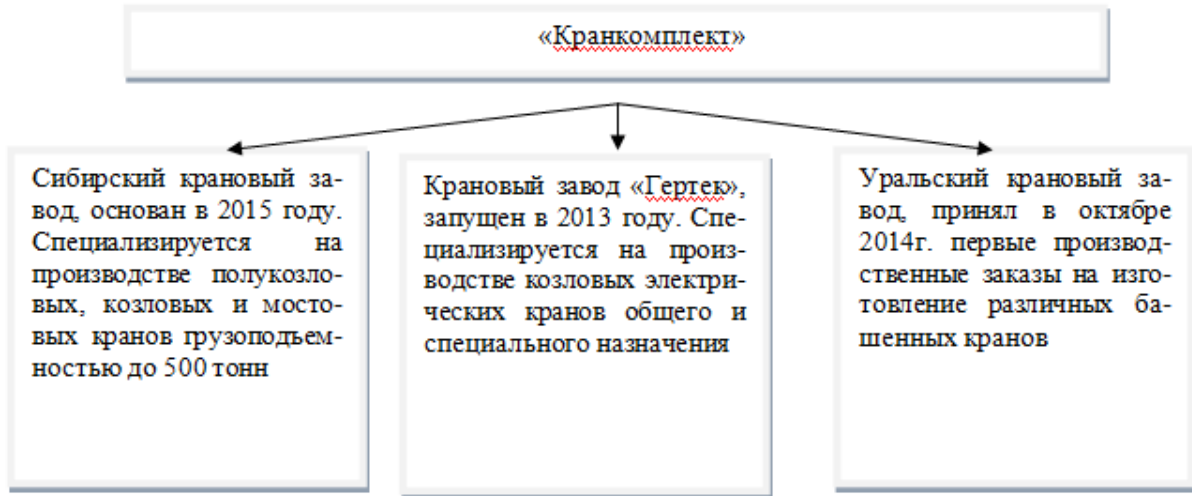 «Кранкомплект»
Сибирский крановый за-
вод, основан в 2015 году.
Специализируется на
производстве полукозло-
вых, козловых и мосто-
вых кранов грузоподъем-
ностью до 500 тонн
Крановый завод «Гертек»,
запущен в 2013 году. Спе-
циализируется на произ-
водстве козловых электри-
ческих кранов общего и
специального назначения
Уральский крановый за-
вод, принял в октябре
2014г. первые производ-
ственные заказы на изго-
товление различных ба-
шенных кранов